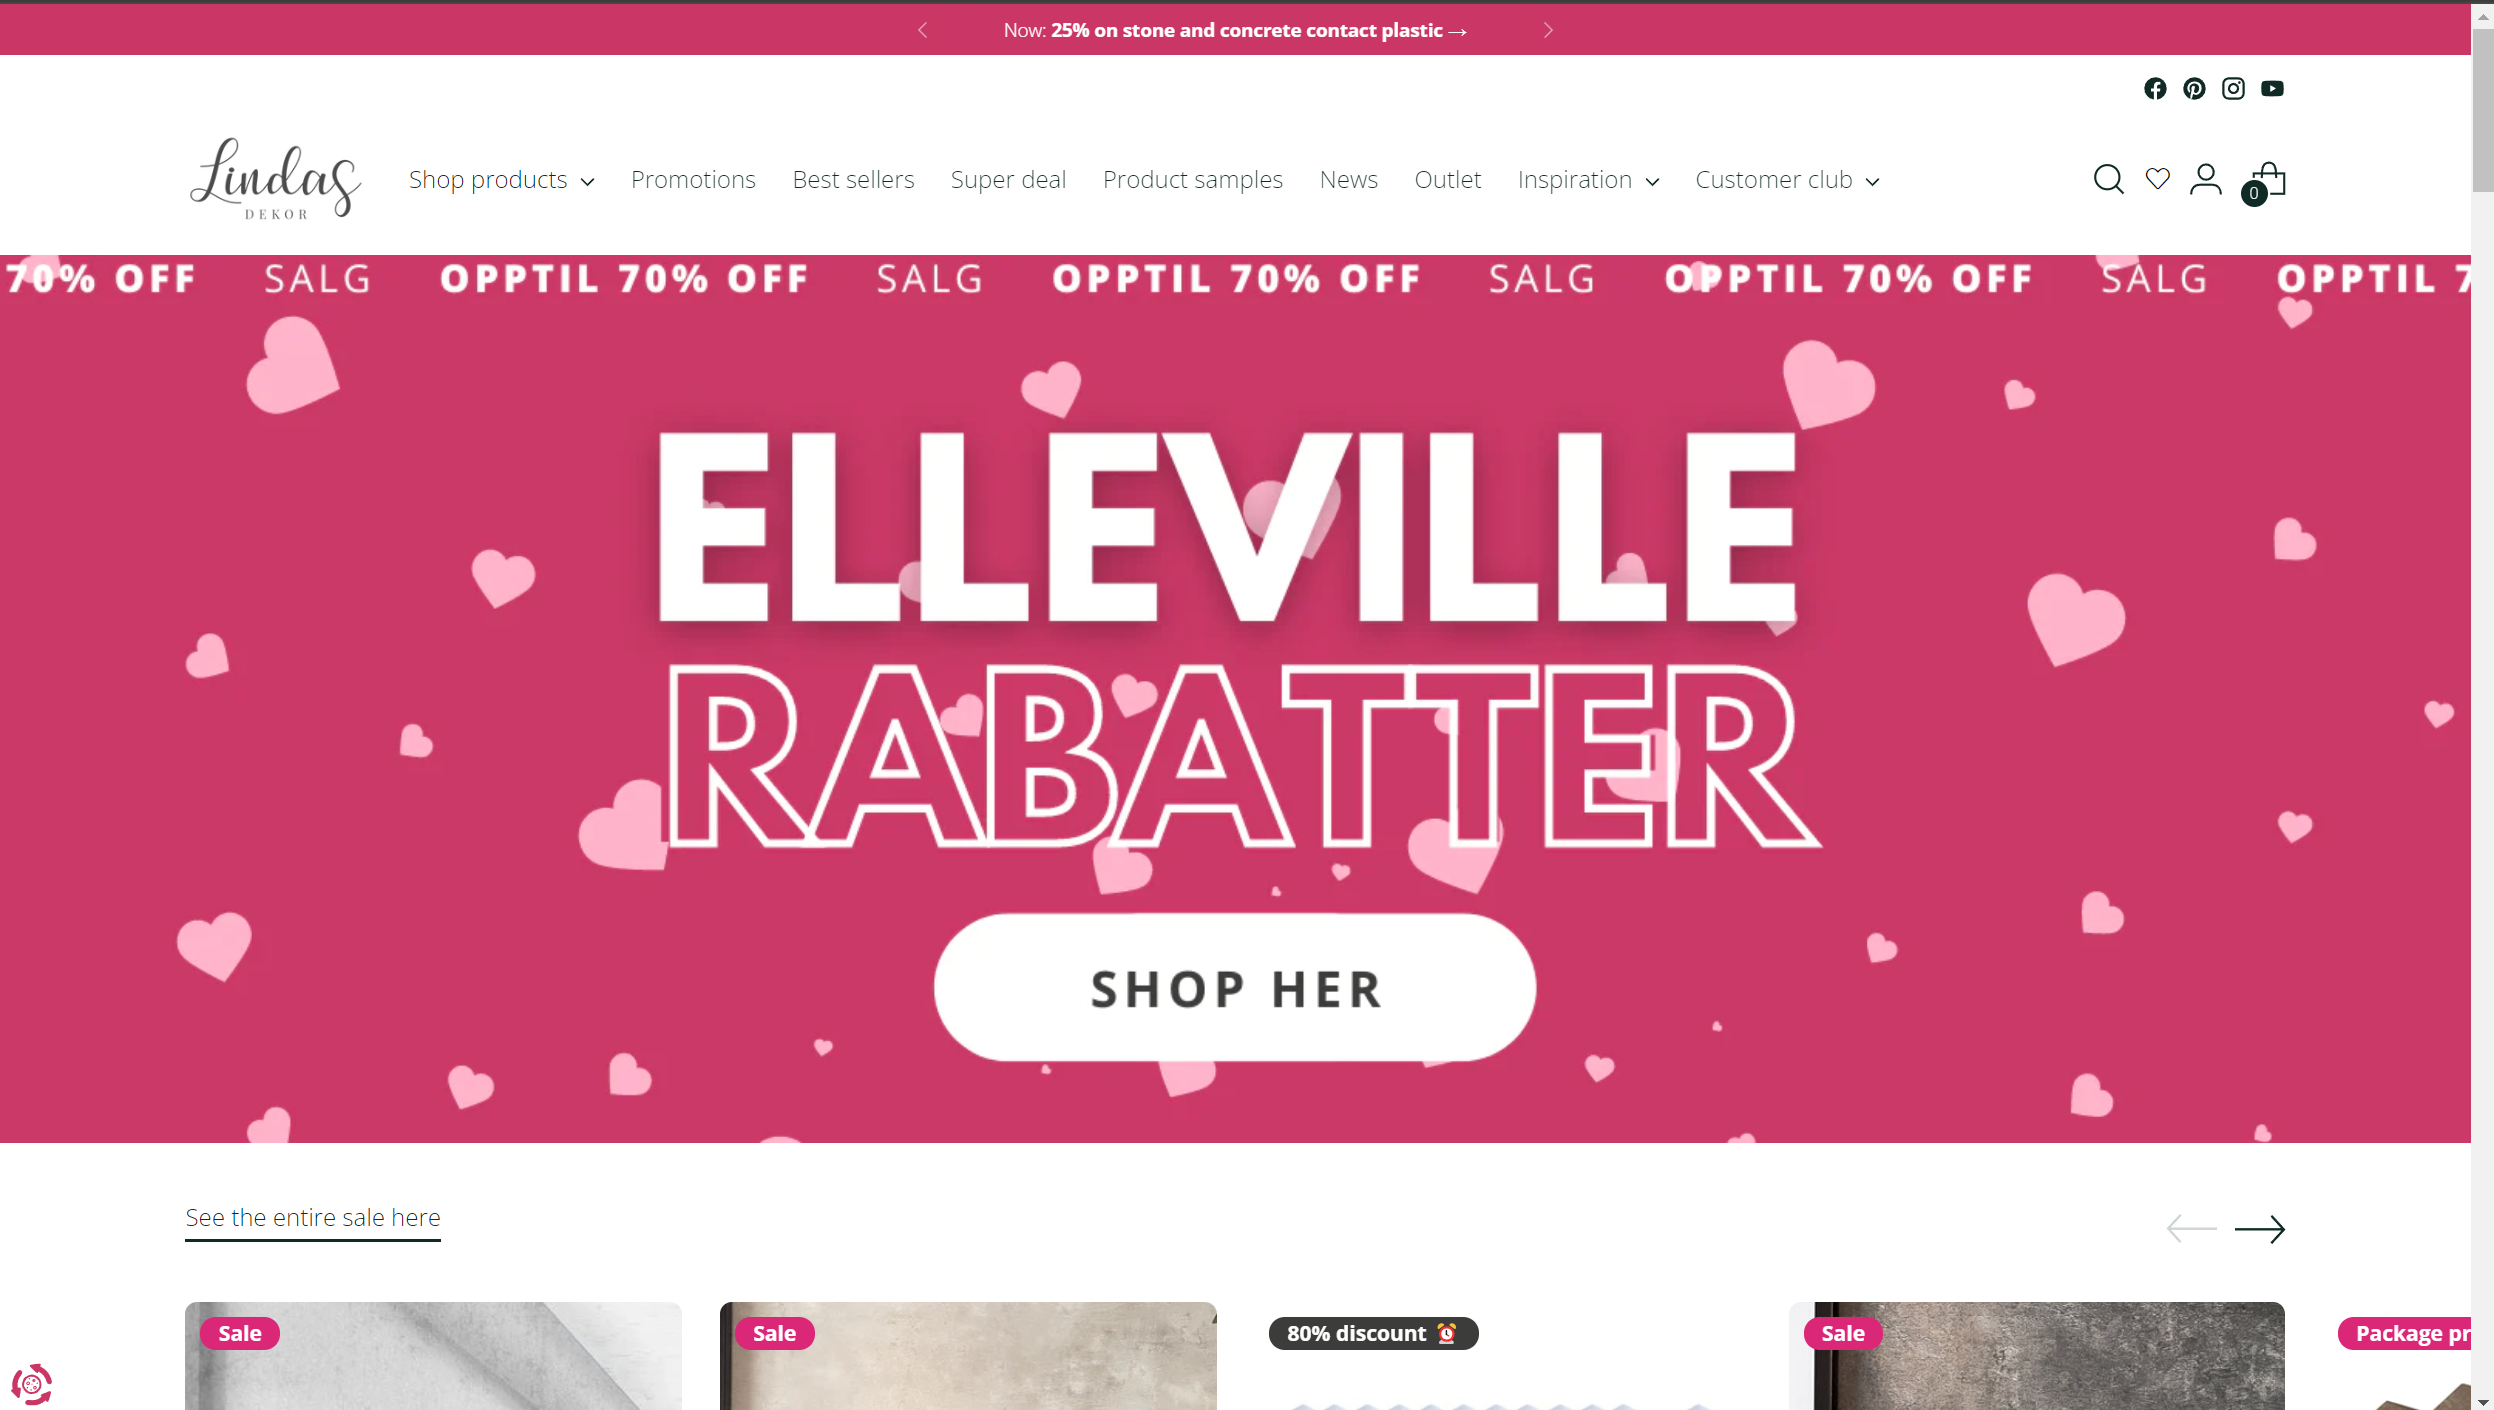 Now: 25% on stone and concrete contact plastic →
Lindas
DEKOR
Shop products
Promotions
Best sellers
Super deal
Product samples
News
Outlet
Inspiration
Customer club
0
70% OFF SALG OPPTIL 70% OFF SALG OPPTIL 70% OFF SALG OPPTIL 70% OFF SALG OPPTIL 7
ELLEVILLE
RABATTER
SHOP HER
See the entire sale here
Sale
Sale
80% discount ⏰
Sale
Package pr